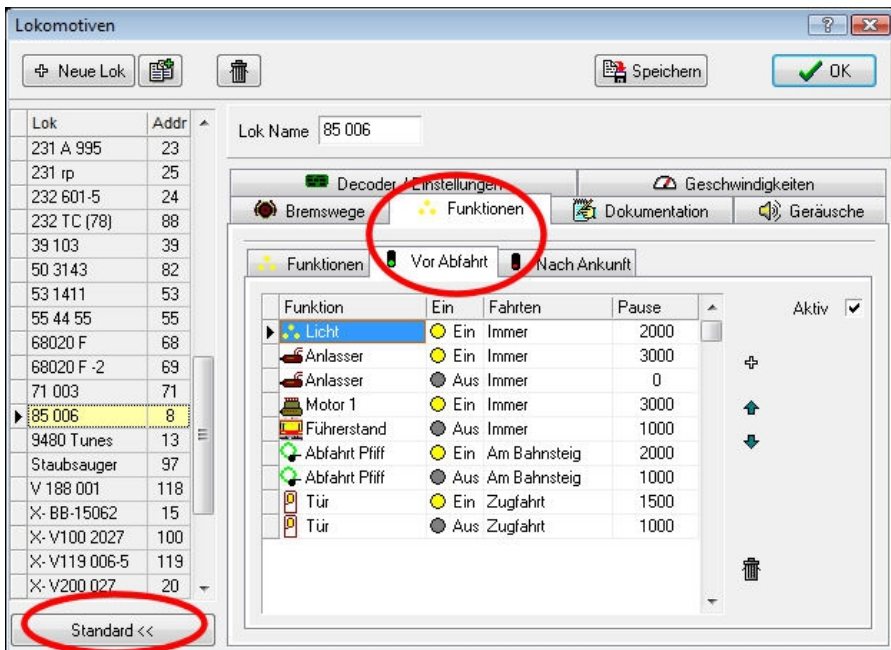 Lokomotiven
Neue Lok
Speichern
OK
Lok Addr
231 A 995 23
231 rp 25
232 601-5 24
232 TC (78) 88
39 103 39
50 3143 82
53 1411 53
55 44 55 55
68020 F 68
68020 F -2 69
71 003 71
85 006 8
9480 Tunes 13
Staubsauger 97
V 188 001 118
X- BB-15062 15
X- V100 2027 100
X- V119 006-5 119
X- V200 027 20
Standard <<
Lok Name 85 006
Decoder / Einstellungen Geschwindigkeiten
Bremswege Funktionen Dokumentation Geräusche
Funktionen Vor Abfahrt Nach Ankunft
Funktion Ein Fahrten Pause
Licht Ein Immer 2000
Anlasser Ein Immer 3000
Anlasser Aus Immer 0
Motor 1 Ein Immer 3000
Führerstand Aus Immer 1000
Abfahrt Pfiff Ein Am Bahnsteig 2000
Abfahrt Pfiff Aus Am Bahnsteig 1000
Tür Ein Zugfahrt 1500
Tür Aus Zugfahrt 1000
Aktiv